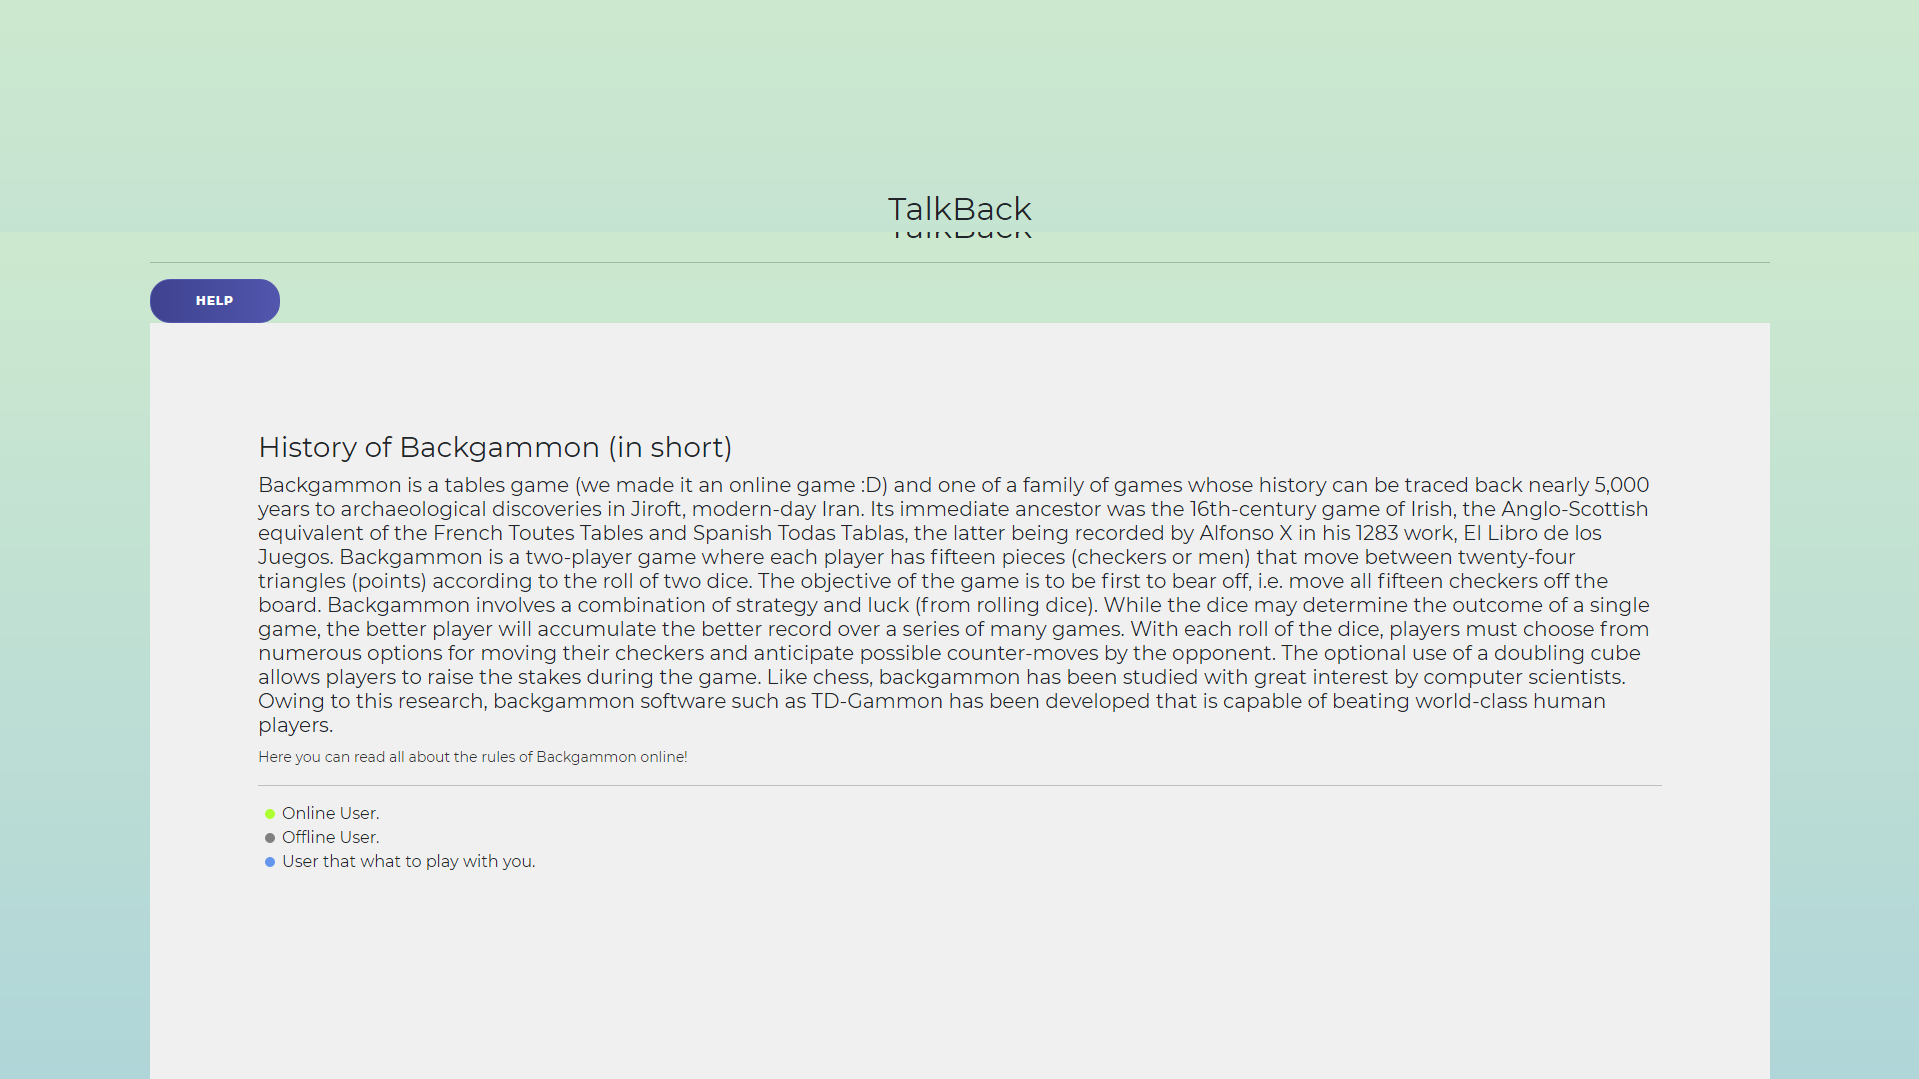 TalkBack
TalkBack
HELP
History of Backgammon (in short)
Backgammon is a tables game (we made it an online game :D) and one of a family of games whose history can be traced back nearly 5,000
years to archaeological discoveries in Jiroft, modern-day Iran. Its immediate ancestor was the 16th-century game of Irish, the Anglo-Scottish
equivalent of the French Toutes Tables and Spanish Todas Tablas, the latter being recorded by Alfonso X in his 1283 work, El Libro de los
Juegos. Backgammon is a two-player game where each player has fifteen pieces (checkers or men) that move between twenty-four
triangles (points) according to the roll of two dice. The objective of the game is to be first to bear off, i.e. move all fifteen checkers off the
board. Backgammon involves a combination of strategy and luck (from rolling dice). While the dice may determine the outcome of a single
game, the better player will accumulate the better record over a series of many games. With each roll of the dice, players must choose from
numerous options for moving their checkers and anticipate possible counter-moves by the opponent. The optional use of a doubling cube
allows players to raise the stakes during the game. Like chess, backgammon has been studied with great interest by computer scientists.
Owing to this research, backgammon software such as TD-Gammon has been developed that is capable of beating world-class human
players.
Here you can read all about the rules of Backgammon online!
Online User.
Offline User.
User that what to play with you.